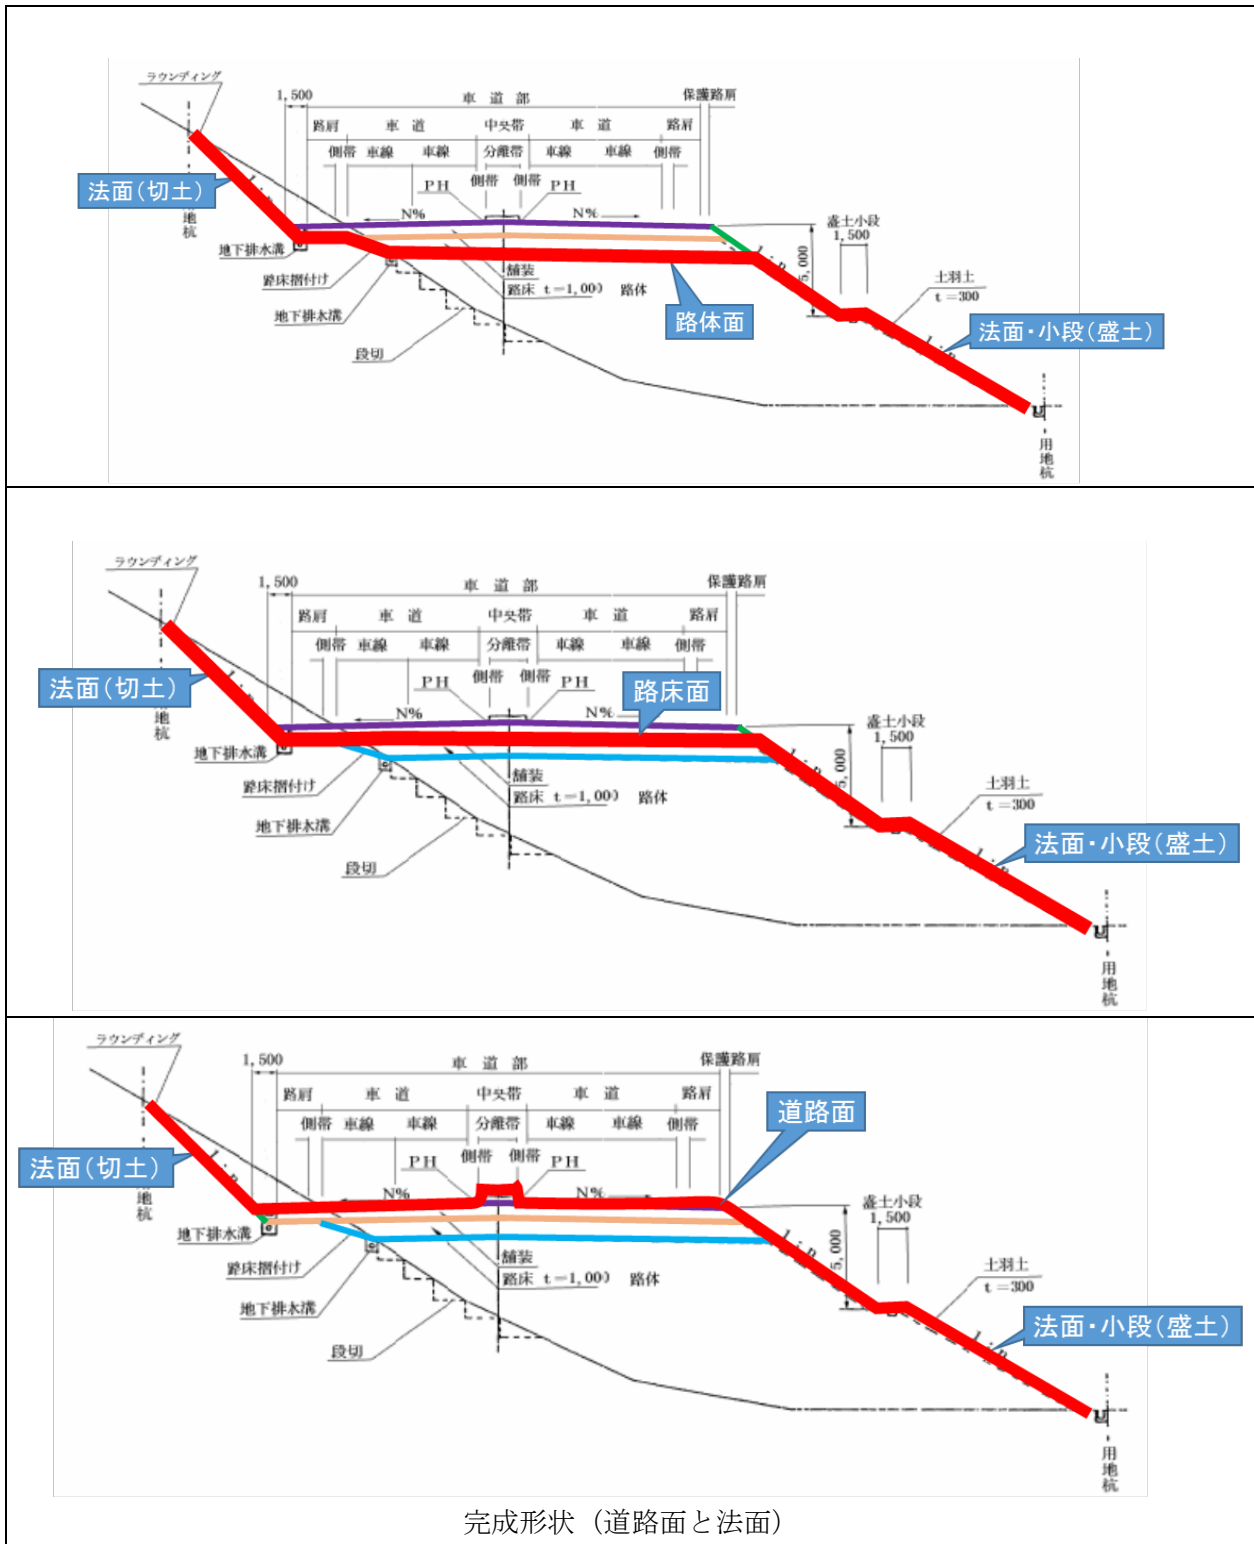 ラウンディング
1,500
車道部
保護路肩
路肩 車道 中央帯 車道 路肩
側帯 車線 車線 分離帯 車線 車線 側帯
PH 側帯 側帯 PH
法面(切土)
N% N%
用地杭
盛土小段
1,500
地下排水溝
5,000
土羽土
t=300
路床摺付け
舗装
路床 t=1,000 路体
地下排水溝
路体面
法面・小段(盛土)
段切
用地杭
ラウンディング
1,500
車道部
保護路肩
路肩 車道 中央帯 車道 路肩
側帯 車線 車線 分離帯 車線 車線 側帯
側帯 側帯
PH PH
法面(切土)
路床面
N% N%
用地杭
盛土小段
1,500
地下排水溝
5,000
路床摺付け
舗装
路床 t=1,000 路体
土羽土
t=300
地下排水溝
法面・小段(盛土)
段切
用地杭
ラウンディング
1,500
車道部
保護路肩
路肩 車道 中央帯 車道 路肩
道路面
側帯 車線 車線 分離帯 車線 車線 側帯
側帯 側帯
PH PH
法面(切土)
N% N%
用地杭
盛土小段
1,500
地下排水溝
5,000
路床摺付け
舗装
路床 t=1,000 路体
土羽土
t=300
地下排水溝
法面・小段(盛土)
段切
用地杭
完成形状(道路面と法面)